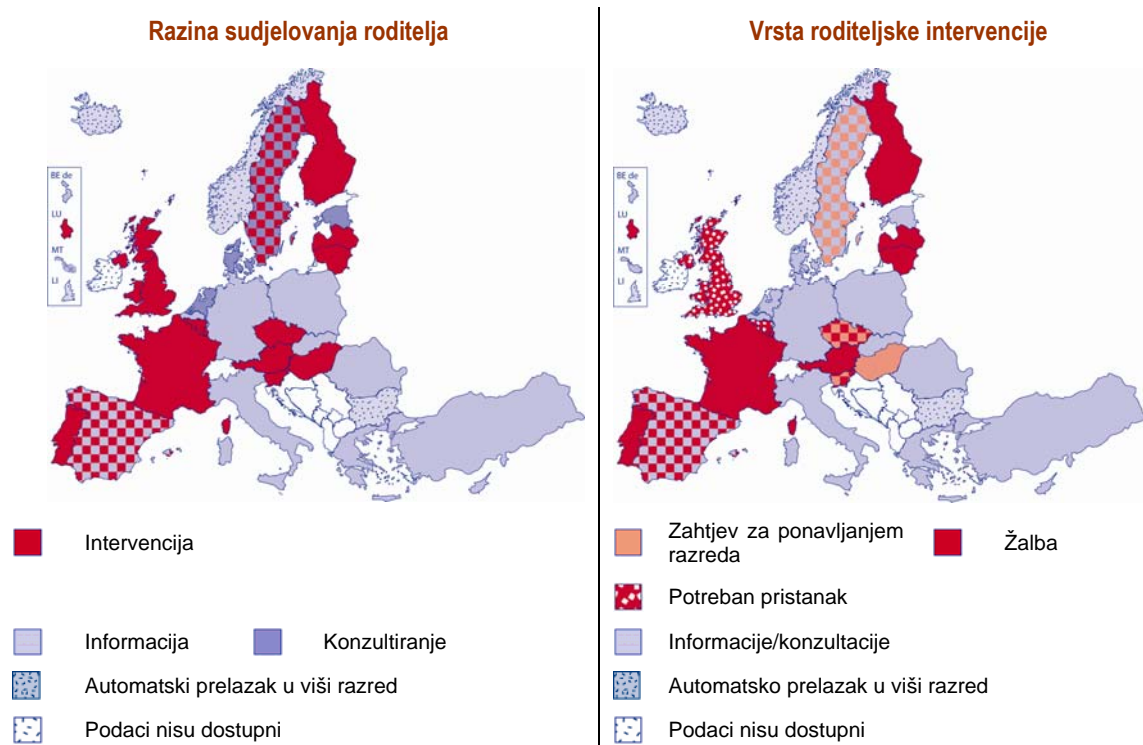 Razina sudjelovanja roditelja
BE de
LU
MT
LI
Intervencija
Informacija
Konzultiranje
Automatski prelazak u viši razred
Podaci nisu dostupni
Vrsta roditeljske intervencije
BE de
LU
MT
LI
Zahtjev za ponavljanjem
razreda
Žalba
Potreban pristanak
Informacije/konzultacije
Automatsko prelazak u viši razred
Podaci nisu dostupni